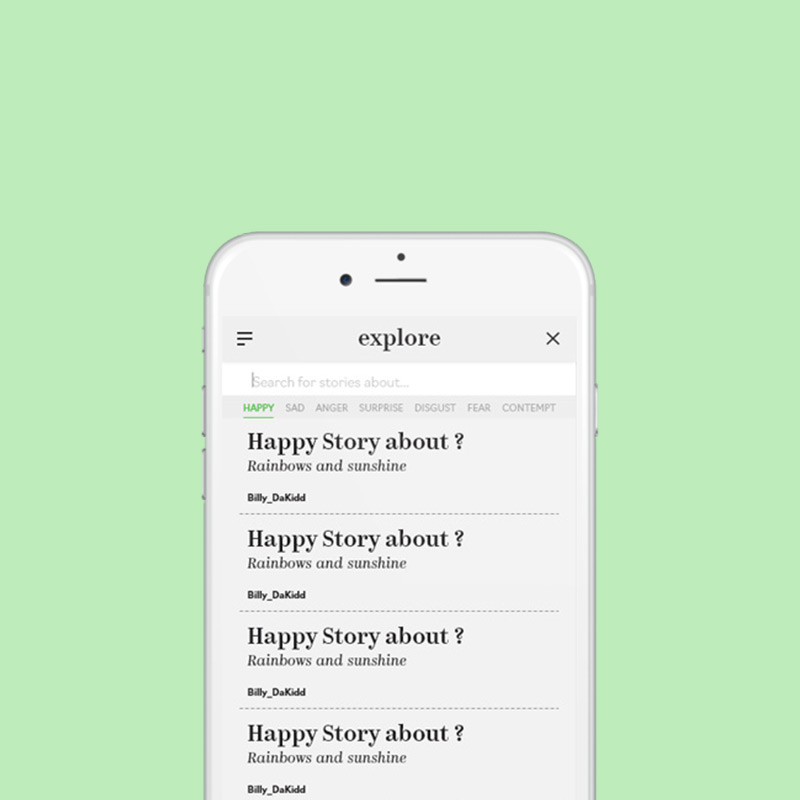 explore
Search for stories about...
HAPPY SAD ANGER SURPRISE DISGUST FEAR CONTEMPT
Happy Story about ?
Rainbows and sunshine
Billy_DaKidd
Happy Story about ?
Rainbows and sunshine
Billy_DaKidd
Happy Story about ?
Rainbows and sunshine
Billy_DaKidd
Happy Story about ?
Rainbows and sunshine
Billy_DaKidd